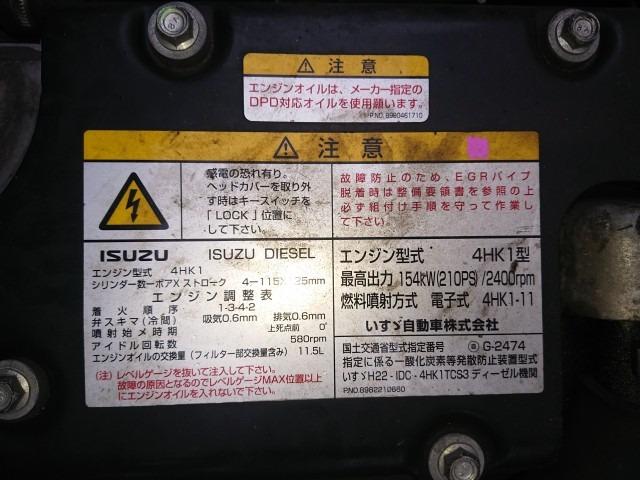 注意
エンジンオイルは、メーカー指定の
DPD対応オイルを使用願います。
P.NO.8980461710
注意
感電の恐れ有り。
ヘッドカバーを取り外
す時はキースイッチを
「LOCK」位置に
して下さい。
故障防止のため、EGRパイプ
脱着時は整備要領書を参照の上
必ず組付け手順を守って作業し
て下さい。
ISUZU ISUZU DIESEL
エンジン型式 4HK1
シリンダー数ーボアX ストローク 4-115X 25mm
エンジン調整表
着火順序 1-3-4-2
弁スキマ(冷間) 吸気0.6mm 排気0.6mm
噴射始メ時期 上死点前 0°
アイドル回転数 580rpm
エンジンオイルの交換量(フィルター部交換量含み) 11.5L
(注)レベルゲージを抜いて注入して下さい。
故障の原因となるのでレベルゲージMAX位置以上
にエンジンオイルを入れないで下さい。
エンジン型式 4HK1型
最高出力 154kW(210PS)/2400rpm
燃料噴射方式 電子式 4HK1-11
いすゞ自動車株式会社
国土交通省型式指定番号 G-2474
指定に係る一酸化炭素等発散防止装置型式
いすゞH22-IDC-4HK1TCS3 ディーゼル機関
P.NO.8982210660